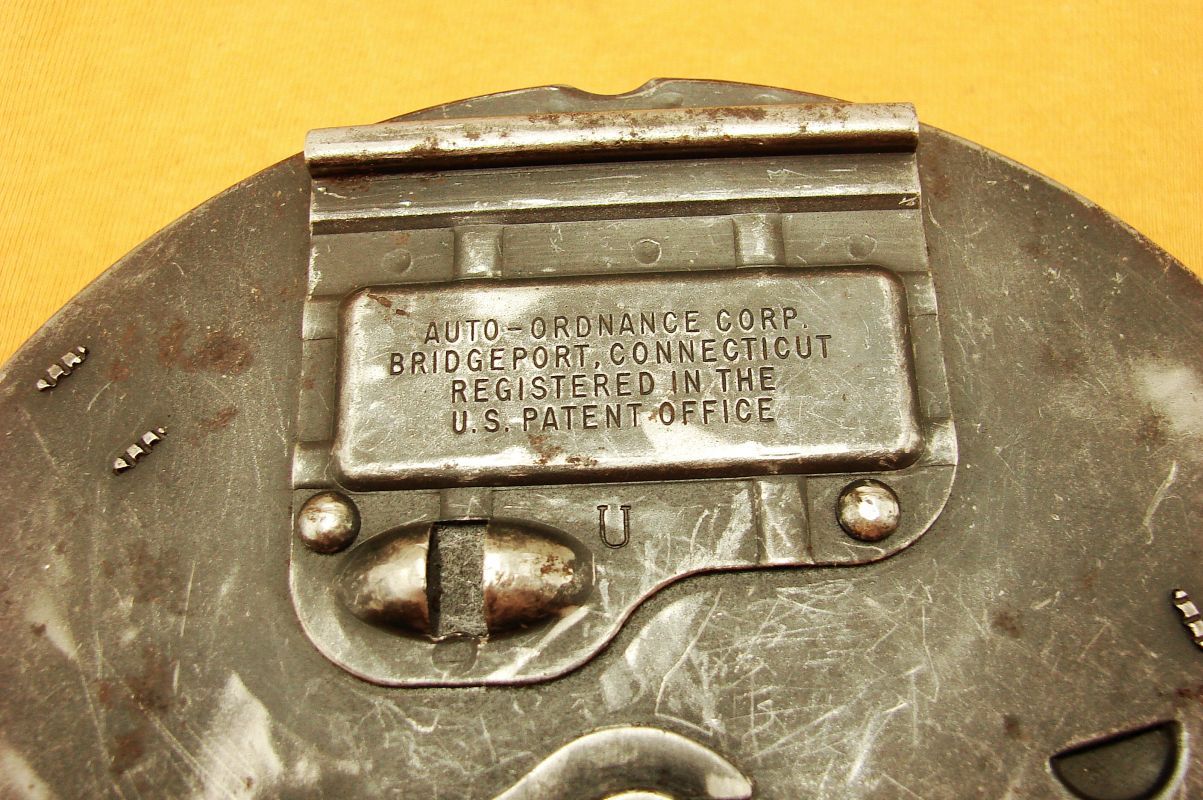 AUTO-ORDNANCE CORP.
BRIDGEPORT, CONNECTICUT
REGISTERED IN THE
U.S. PATENT OFFICE
U